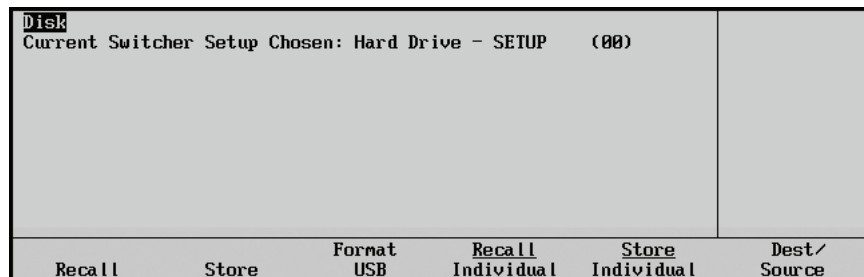 Disk
Current Switcher Setup Chosen: Hard Drive - SETUP (00)
Recall
Store
Format
USB
Recall
Individual
Store
Individual
Dest/
Source